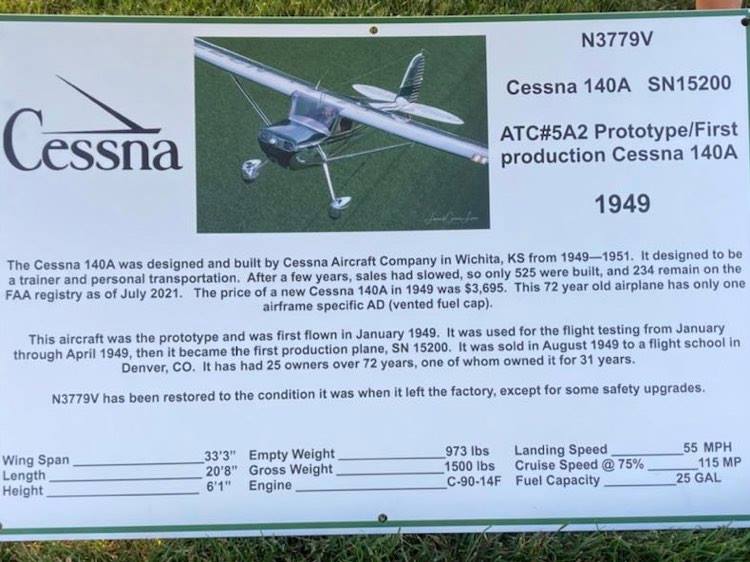 N3779V
Cessna 140A SN15200
ATC#5A2 Prototype/First
production Cessna 140A
1949
Cessna
The Cessna 140A was designed and built by Cessna Aircraft Company in Wichita, KS from 1949—1951. It designed to be
a trainer and personal transportation. After a few years, sales had slowed, so only 525 were built, and 234 remain on the
FAA registry as of July 2021. The price of a new Cessna 140A in 1949 was $3,695. This 72 year old airplane has only one
airframe specific AD (vented fuel cap).
This aircraft was the prototype and was first flown in January 1949. It was used for the flight testing from January
through April 1949, then it became the first production plane, SN 15200. It was sold in August 1949 to a flight school in
Denver, CO. It has had 25 owners over 72 years, one of whom owned it for 31 years.
N3779V has been restored to the condition it was when it left the factory, except for some safety upgrades.
Wing Span 33'3" Empty Weight 973 lbs Landing Speed 55 MPH
Length 20'8" Gross Weight 1500 lbs Cruise Speed @ 75% 115 MP
Height 6'1" Engine C-90-14F Fuel Capacity 25 GAL